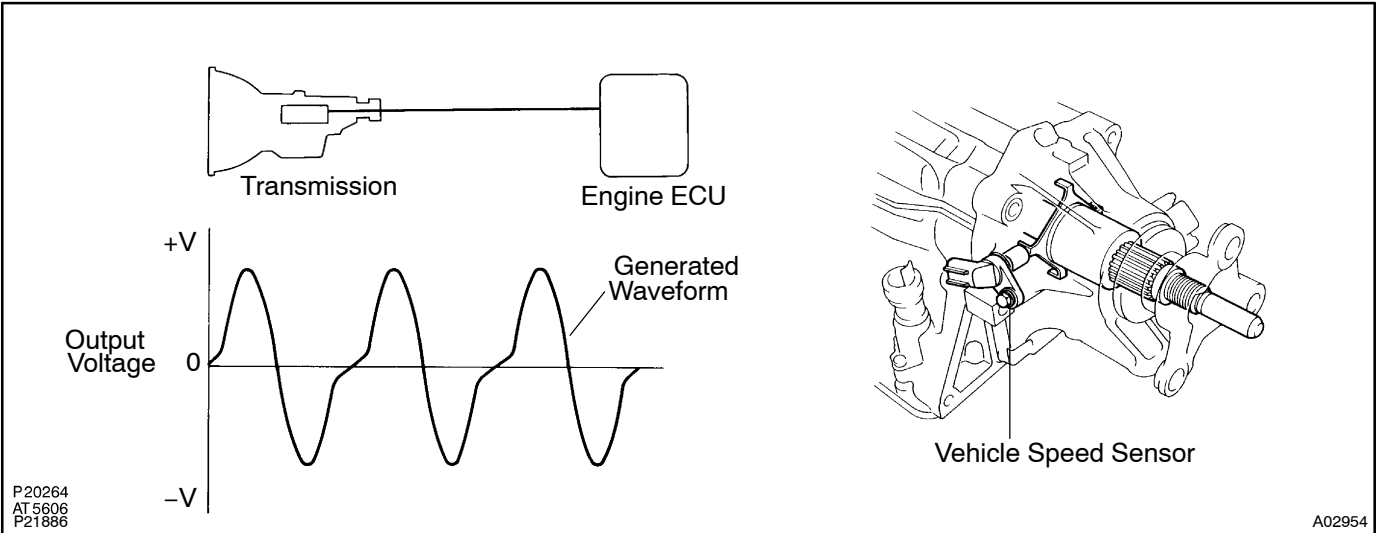 Transmission
Engine ECU
+V
Generated
Waveform
Output
Voltage
0
−V
Vehicle Speed Sensor
P20264
AT5606
P21886
A02954